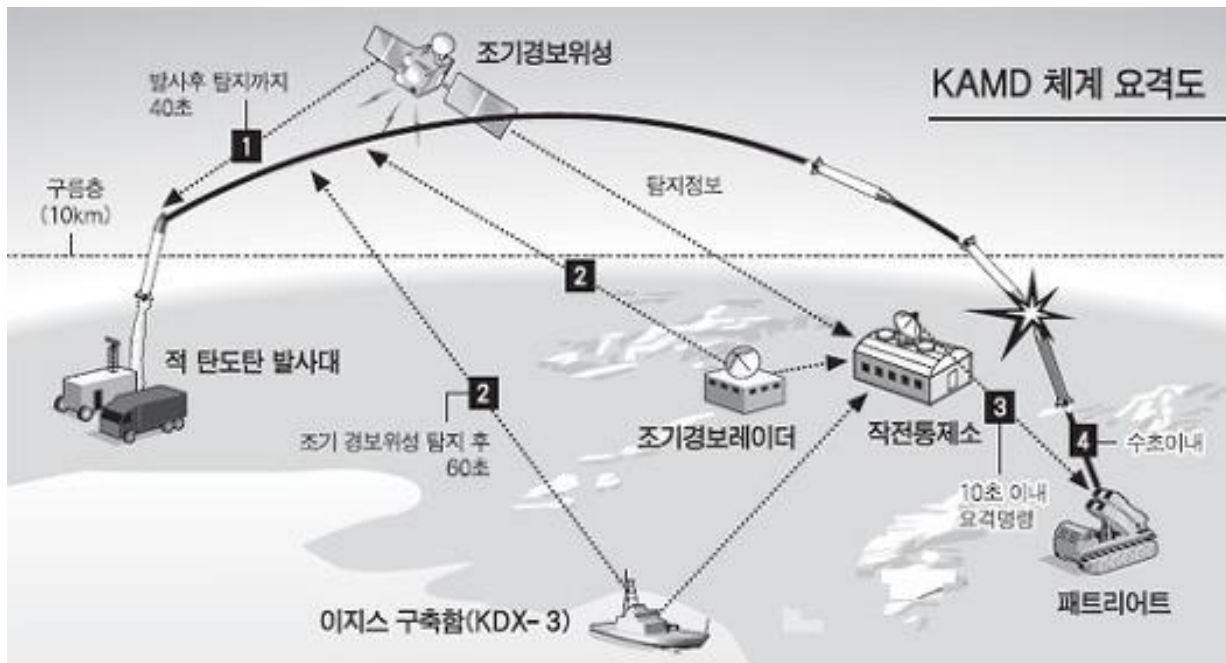 조기경보위성
KAMD 체계 요격도
발사후 탐지까지
40초
1
구름층
(10km)
탐지정보
2
적 탄도탄 발사대
2
조기 경보위성 탐지 후
60초
조기경보레이더
작전통제소
3
4
수초이내
10초 이내
요격명령
이지스 구축함(KDX-3)
패트리어트